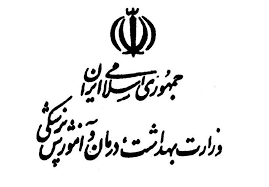 جمهوری اسلامی ایران
وزارت بهداشت، درمان و آموزش پزشکی